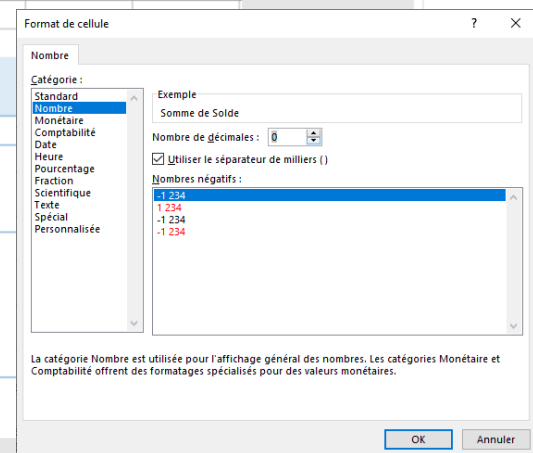 Format de cellule
?
Nombre
Catégorie :
Standard
Nombre
Monétaire
Comptabilité
Date
Heure
Pourcentage
Fraction
Scientifique
Texte
Spécial
Personnalisée
Exemple
Somme de Solde
Nombre de décimales : 0
Utiliser le séparateur de milliers ( )
Nombres négatifs :
-1 234
1 234
-1 234
-1 234
La catégorie Nombre est utilisée pour l'affichage général des nombres. Les catégories Monétaire et
Comptabilité offrent des formatages spécialisés pour des valeurs monétaires.
OK
Annuler